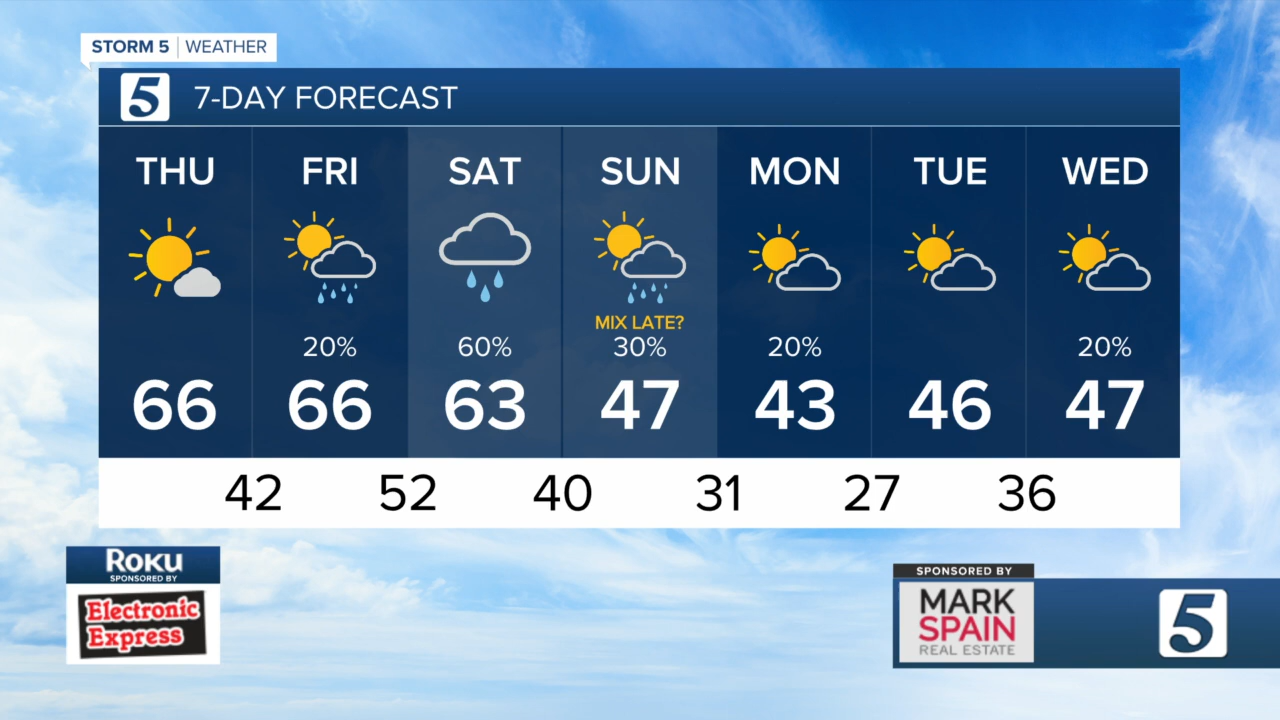 STORM 5 | WEATHER
5 7-DAY FORECAST
THU FRI SAT SUN MON TUE WED
MIX LATE?
20% 60% 30% 20% 20%
66 66 63 47 43 46 47
42 52 40 31 27 36
ROKU
SPONSORED BY
Electronic
Express
SPONSORED BY
MARK
SPAIN
REAL ESTATE
5